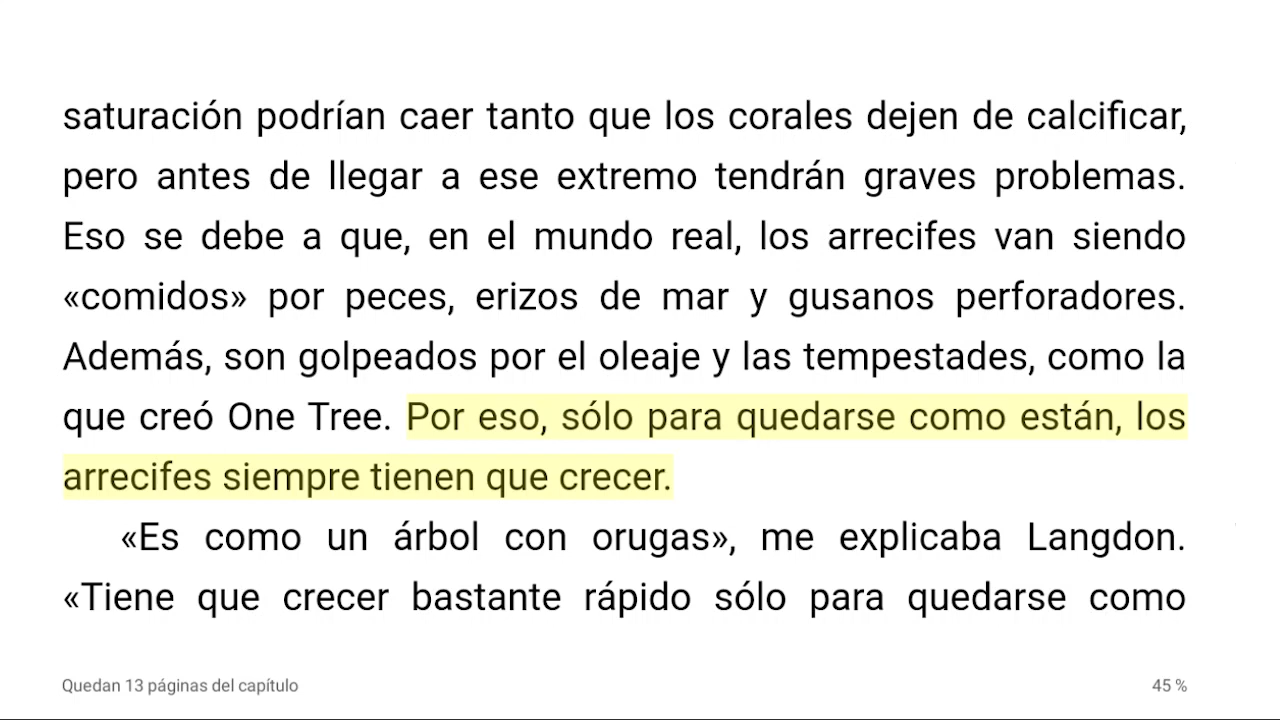 saturación podrían caer tanto que los corales dejen de calcificar,
pero antes de llegar a ese extremo tendrán graves problemas.
Eso se debe a que, en el mundo real, los arrecifes van siendo
«comidos» por peces, erizos de mar y gusanos perforadores.
Además, son golpeados por el oleaje y las tempestades, como la
que creó One Tree. Por eso, sólo para quedarse como están, los
arrecifes siempre tienen que crecer.
«Es como un árbol con orugas», me explicaba Langdon.
«Tiene que crecer bastante rápido sólo para quedarse como
Quedan 13 páginas del capítulo
45 %